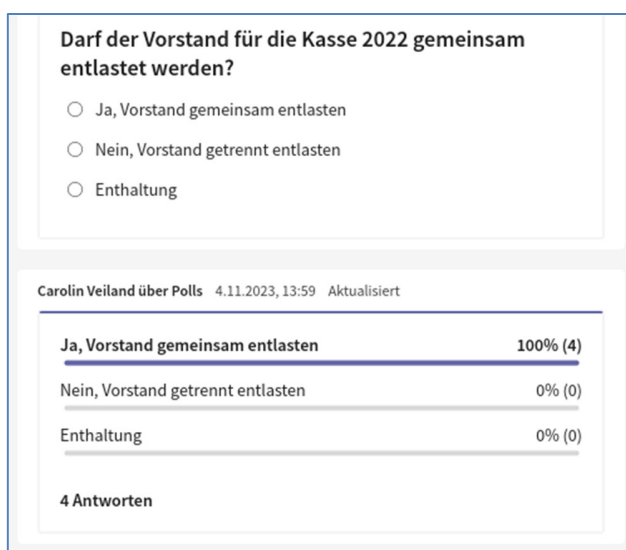 Darf der Vorstand für die Kasse 2022 gemeinsam
entlastet werden?
Ja, Vorstand gemeinsam entlasten
Nein, Vorstand getrennt entlasten
Enthaltung
Carolin Veiland über Polls 4.11.2023, 13:59 Aktualisiert
Ja, Vorstand gemeinsam entlasten 100% (4)
Nein, Vorstand getrennt entlasten 0% (0)
Enthaltung 0% (0)
4 Antworten